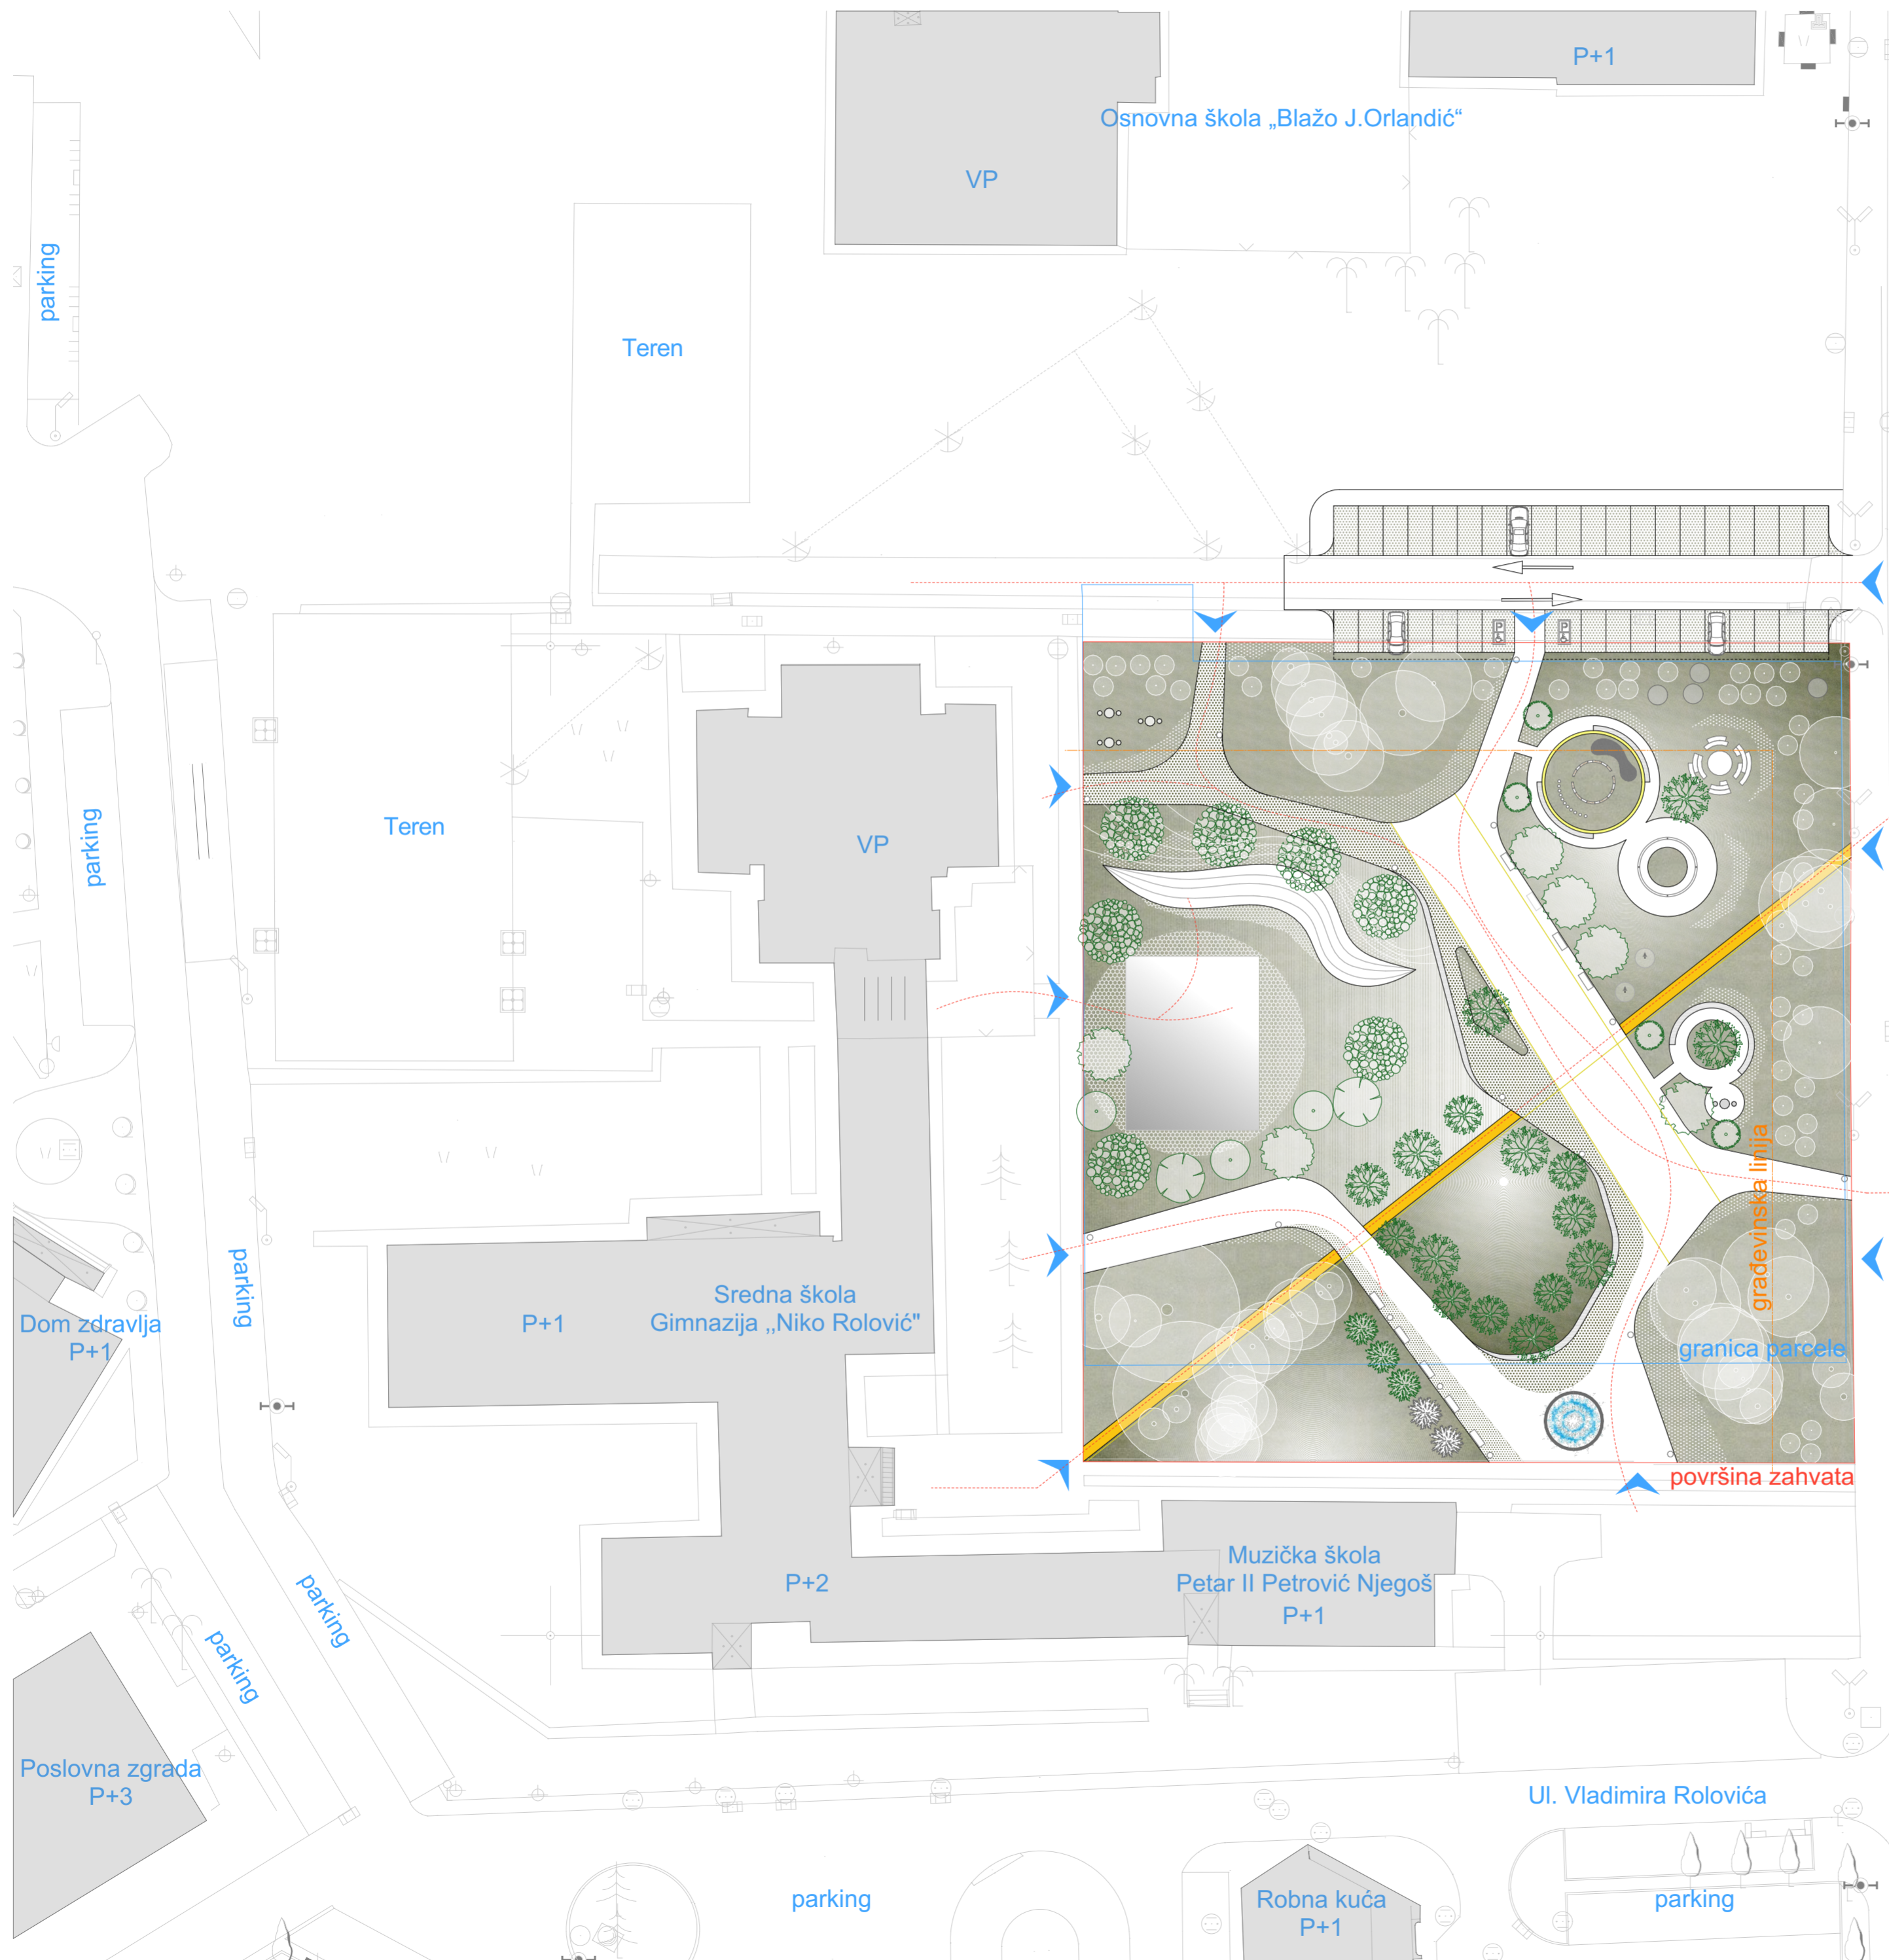 P+1
Osnovna škola „Blažo J.Orlandić“
VP
parking
Teren
P
P
parking
Teren
VP
građevinska linija
parking
Sredna škola
Gimnazija ,,Niko Rolović"
P+1
Dom zdravlja
P+1
granica parcele
površina zahvata
Muzička škola
Petar II Petrović Njegoš
P+1
P+2
parking
parking
Poslovna zgrada
P+3
Ul. Vladimira Rolovića
parking
Robna kuća
P+1
parking